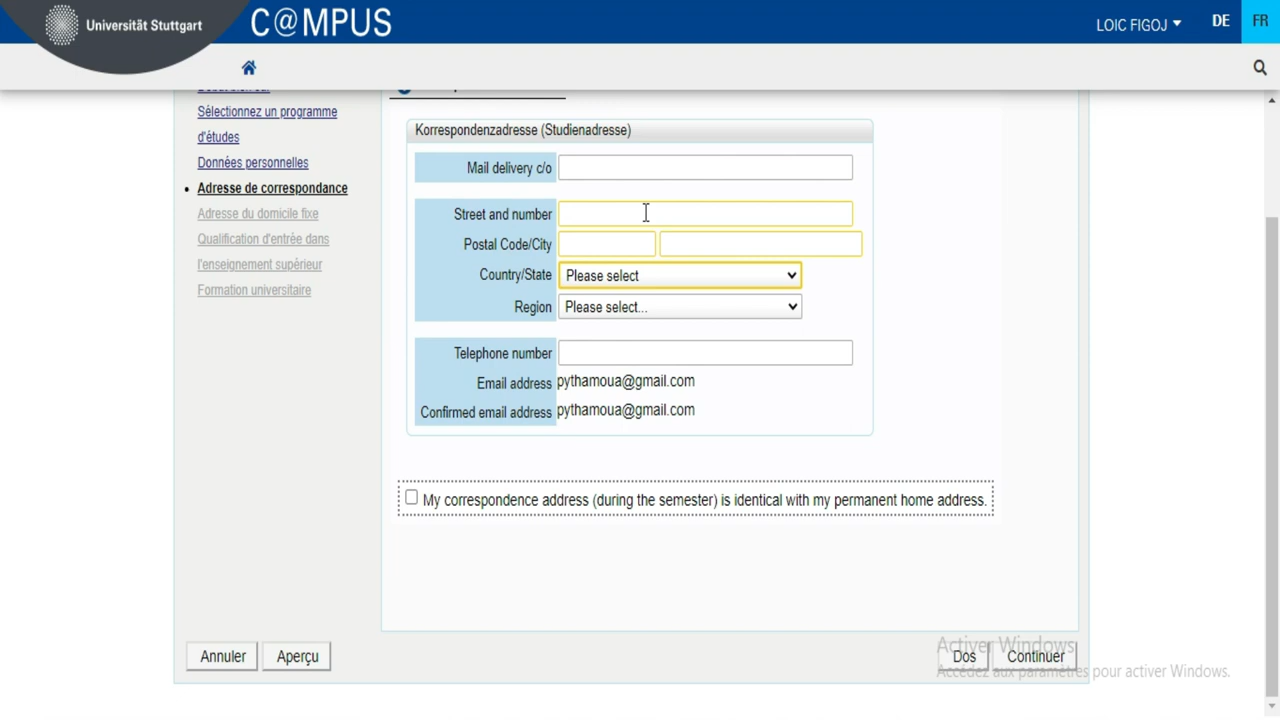 Universität Stuttgart
C@MPUS
LOIC FIGOJ
DE
FR
Sélectionnez un programme
d'études
Données personnelles
Adresse de correspondance
Adresse du domicile fixe
Qualification d'entrée dans
l'enseignement supérieur
Formation universitaire
Korrespondenzadresse (Studienadresse)
Mail delivery c/o
Street and number
Postal Code/City
Country/State
Please select
Region
Please select...
Telephone number
Email address
pythamoua@gmail.com
Confirmed email address
pythamoua@gmail.com
My correspondence address (during the semester) is identical with my permanent home address.
Annuler
Aperçu
Dos
Continuer
Activer Windows
Accédez aux paramètres pour activer Windows.